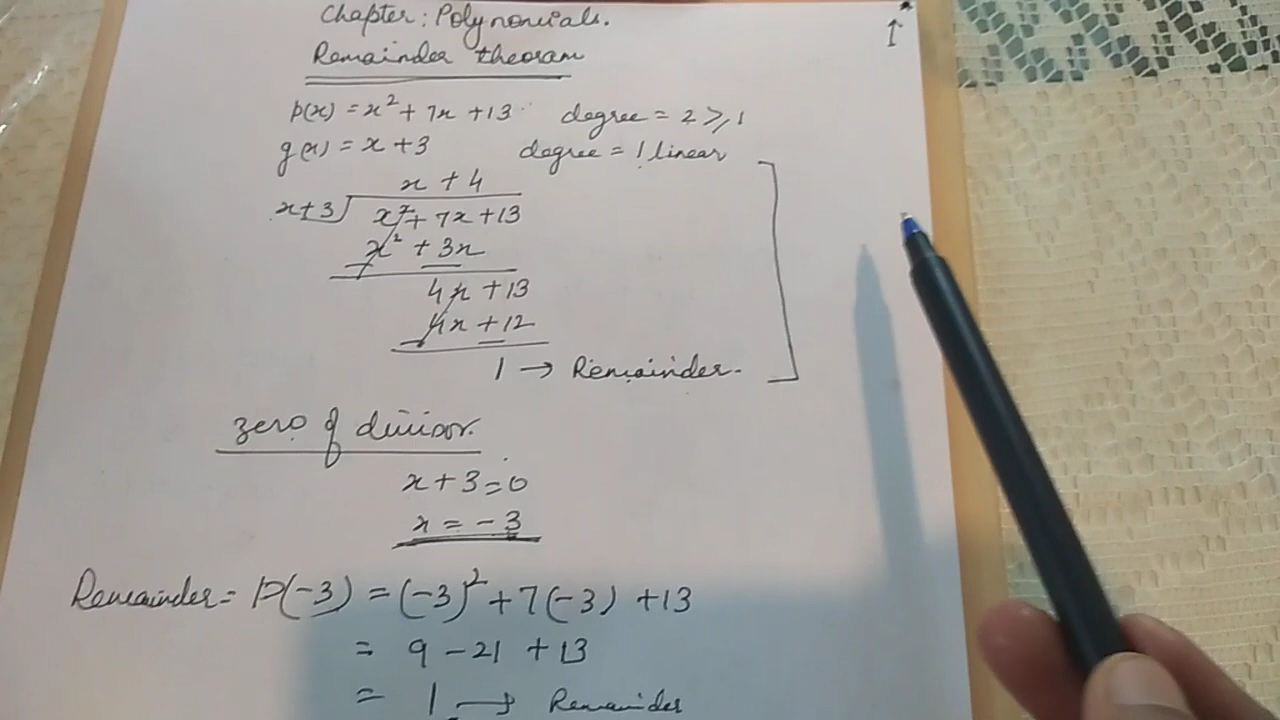 Chapter: Polynomials.
Remainder theoram
p(x) = x² + 7x + 13 degree = 2 ≥ 1
g(x) = x + 3 degree = 1 linear
x + 4
x+3 x² + 7x + 13
x² + 3x
4x + 13
4x + 12
1 → Remainder.
zero of divisor.
x + 3 = 0
x = - 3
Remainder = P(-3) = (-3)² + 7(-3) + 13
= 9 - 21 + 13
= 1 → Remainder